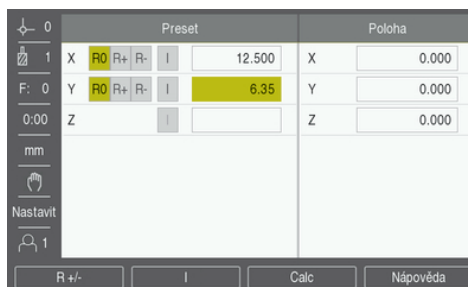 0 Preset Poloha
1 X R0 R+ R- I 12.500 X 0.000
F: 0 Y R0 R+ R- I 6.35 Y 0.000
0:00 Z I Z 0.000
mm
Nastavit
1
R +/- I Calc Nápověda